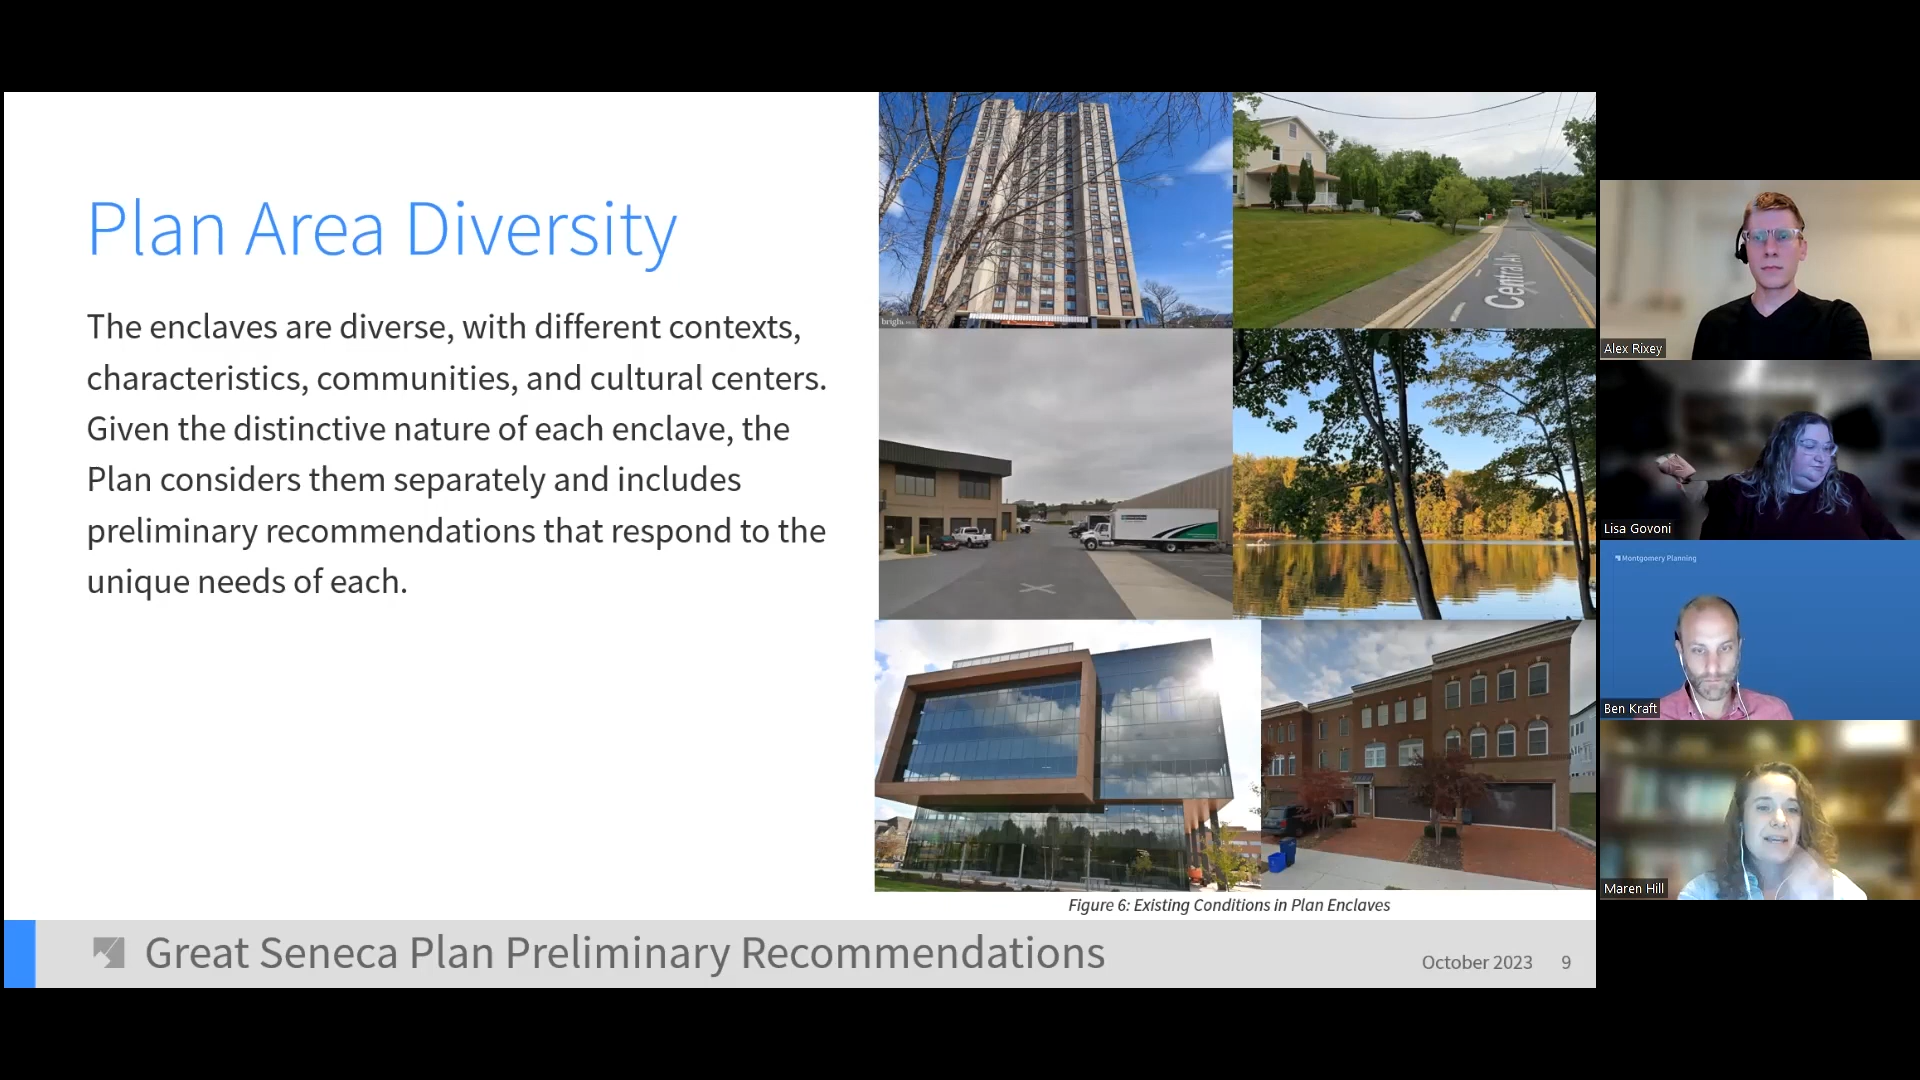 Plan Area Diversity
The enclaves are diverse, with different contexts,
characteristics, communities, and cultural centers.
Given the distinctive nature of each enclave, the
Plan considers them separately and includes
preliminary recommendations that respond to the
unique needs of each.
Central Av
Figure 6: Existing Conditions in Plan Enclaves
Great Seneca Plan Preliminary Recommendations
October 2023 9
Alex Rixey
Lisa Govoni
Montgomery Planning
Ben Kraft
Maren Hill